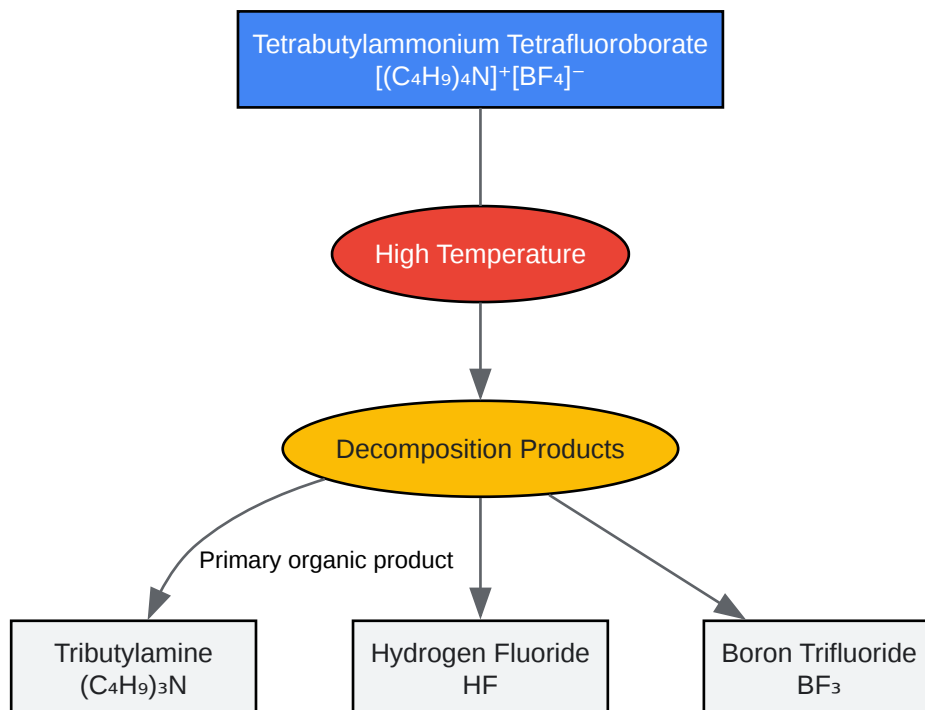 Tetrabutylammonium Tetrafluoroborate
[(C₄H₉)₄N]⁺[BF₄]⁻
High Temperature
Decomposition Products
Primary organic product
Tributylamine
(C₄H₉)₃N
Hydrogen Fluoride
HF
Boron Trifluoride
BF₃